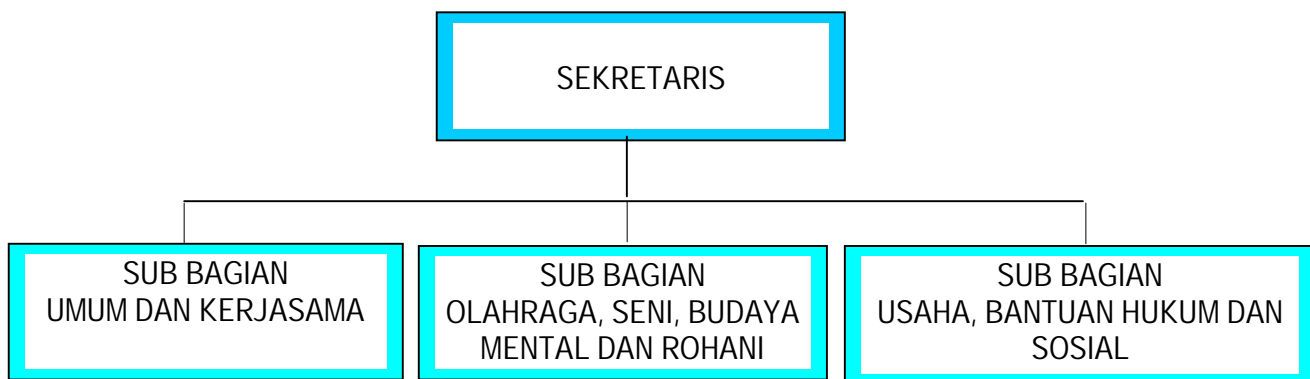 SEKRETARIS
SUB BAGIAN
UMUM DAN KERJASAMA
SUB BAGIAN
OLAHRAGA, SENI, BUDAYA
MENTAL DAN ROHANI
SUB BAGIAN
USAHA, BANTUAN HUKUM DAN
SOSIAL